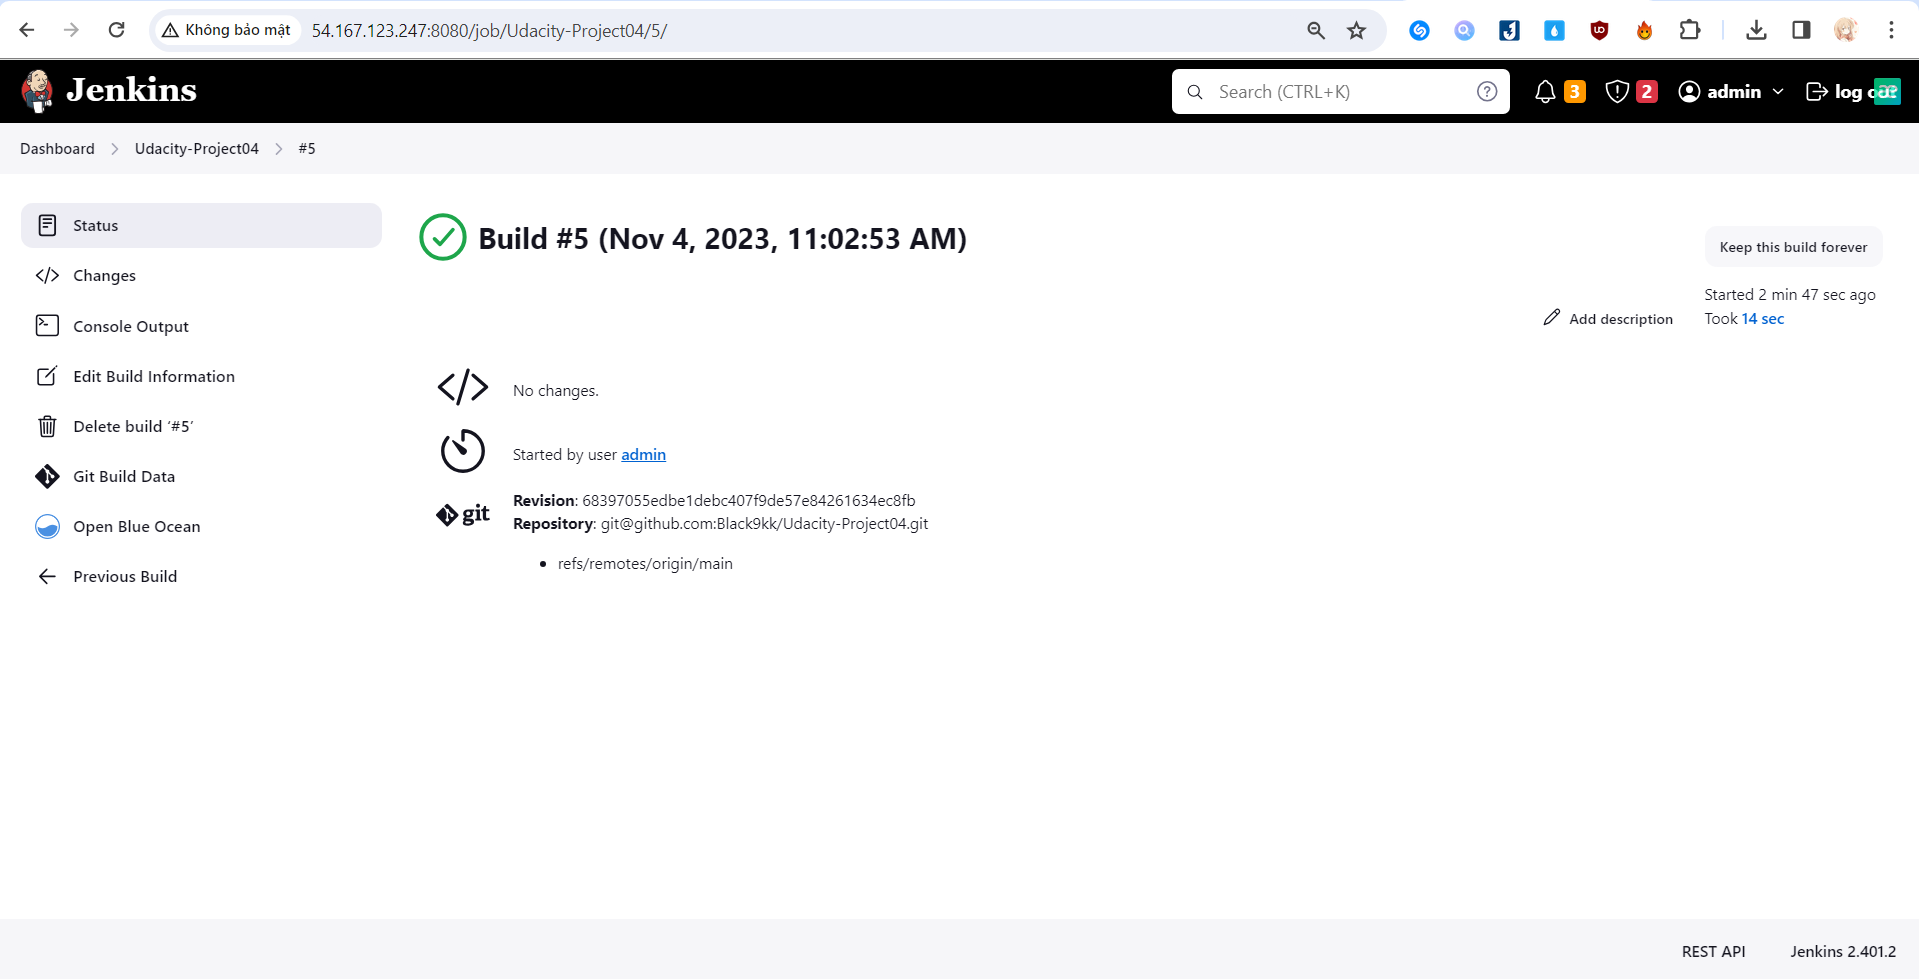 Không bảo mật
54.167.123.247:8080/job/Udacity-Project04/5/
Jenkins
Search (CTRL+K)
3
2
admin
log out
Dashboard
Udacity-Project04
#5
Status
Changes
Console Output
Edit Build Information
Delete build ‘#5’
Git Build Data
Open Blue Ocean
Previous Build
Build #5 (Nov 4, 2023, 11:02:53 AM)
Keep this build forever
Started 2 min 47 sec ago
Took 14 sec
Add description
No changes.
Started by user admin
git
Revision: 68397055edbe1debc407f9de57e84261634ec8fb
Repository: git@github.com:Black9kk/Udacity-Project04.git
refs/remotes/origin/main
REST API
Jenkins 2.401.2